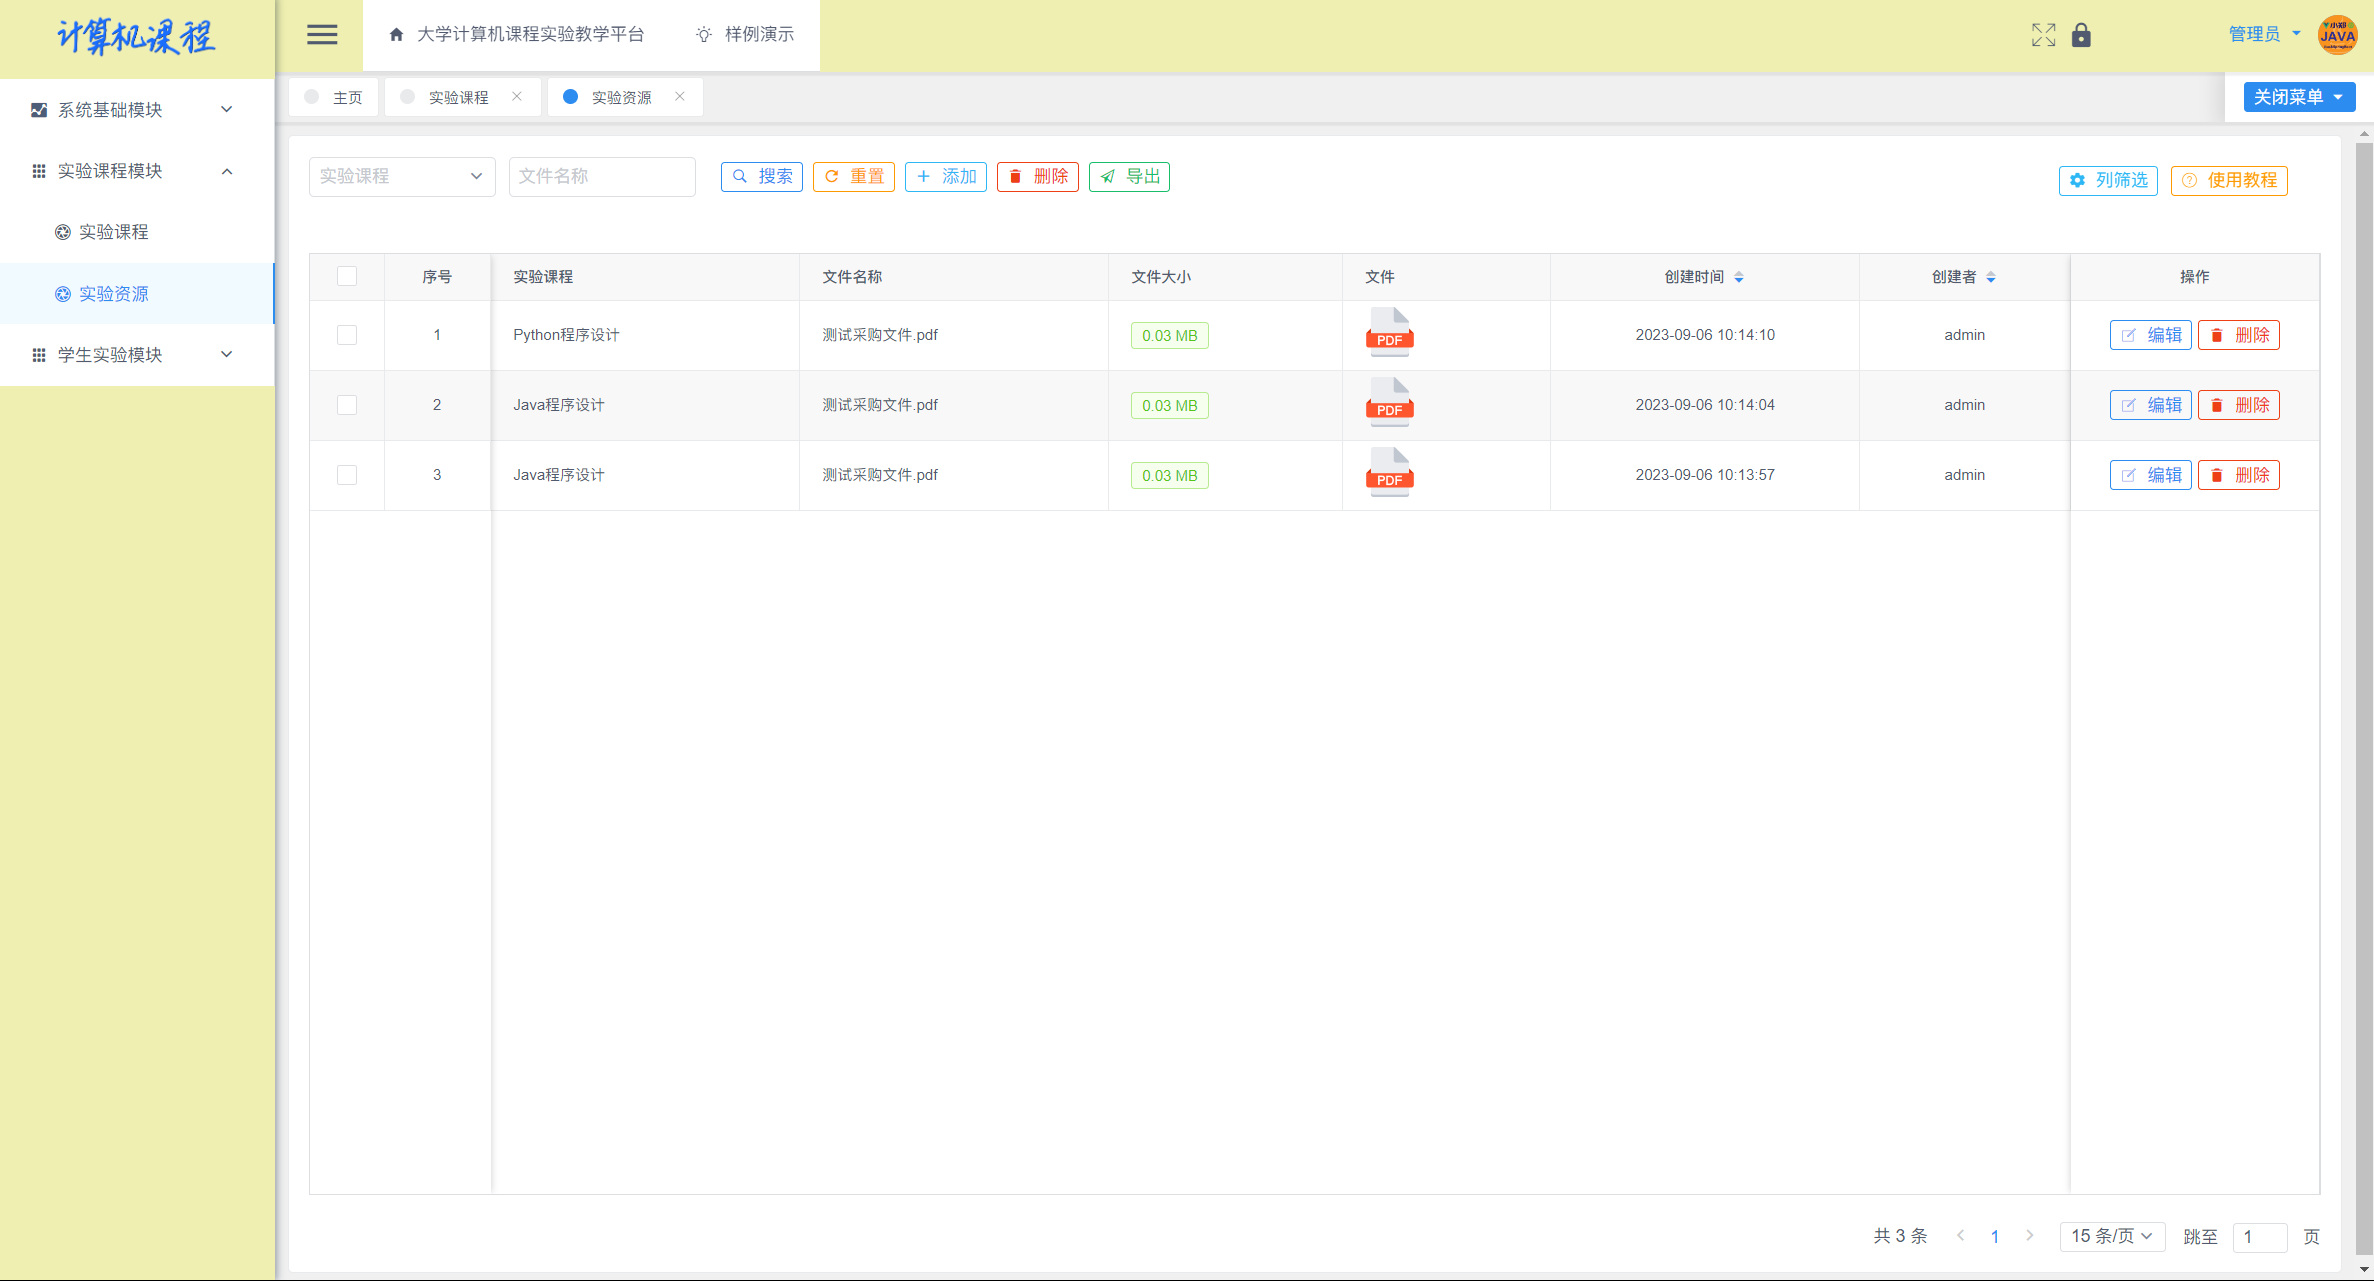 计算机课程
大学计算机课程实验教学平台 样例演示 管理员
JAVA
系统基础模块
实验课程模块
实验课程
实验资源
学生实验模块
主页 实验课程 实验资源 关闭菜单
实验课程 文件名称 搜索 重置 添加 删除 导出 列筛选 使用教程
序号 实验课程 文件名称 文件大小 文件 创建时间 创建者 操作
1 Python程序设计 测试采购文件.pdf 0.03 MB PDF 2023-09-06 10:14:10 admin 编辑 删除
2 Java程序设计 测试采购文件.pdf 0.03 MB PDF 2023-09-06 10:14:04 admin 编辑 删除
3 Java程序设计 测试采购文件.pdf 0.03 MB PDF 2023-09-06 10:13:57 admin 编辑 删除
共 3 条 1 15 条/页 跳至 1 页